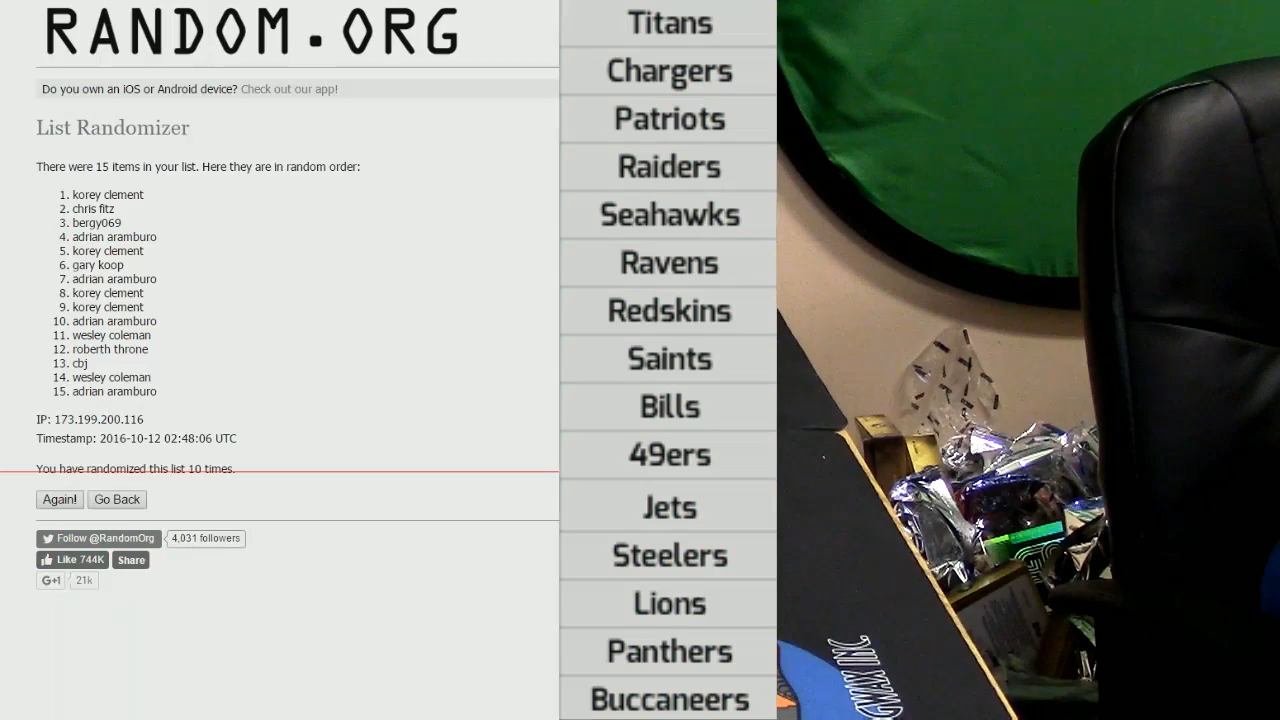 RANDOM.ORG
Do you own an iOS or Android device? Check out our app!
List Randomizer
There were 15 items in your list. Here they are in random order:
1. korey clement
2. chris fitz
3. bergy069
4. adrian aramburo
5. korey clement
6. gary koop
7. adrian aramburo
8. korey clement
9. korey clement
10. adrian aramburo
11. wesley coleman
12. roberth throne
13. cbj
14. wesley coleman
15. adrian aramburo
IP: 173.199.200.116
Timestamp: 2016-10-12 02:48:06 UTC
You have randomized this list 10 times.
Again! Go Back
Follow @RandomOrg 4,031 followers
Like 744K Share
G+1 21k
Titans
Chargers
Patriots
Raiders
Seahawks
Ravens
Redskins
Saints
Bills
49ers
Jets
Steelers
Lions
Panthers
Buccaneers
GWAX INC